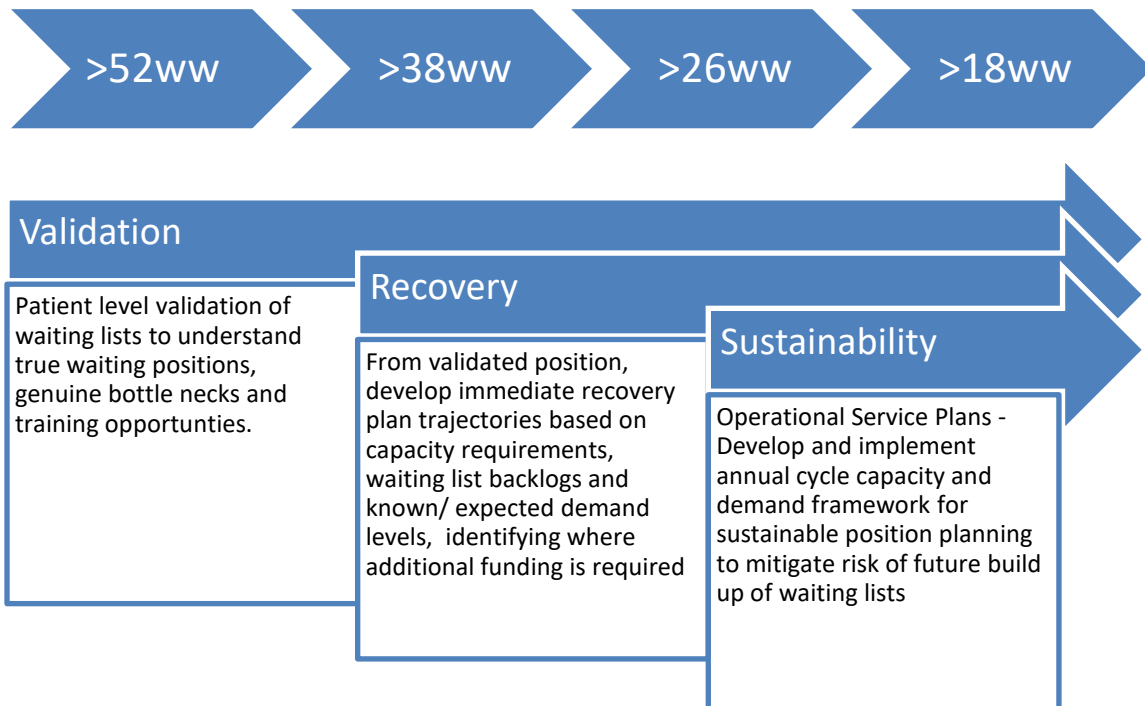 >52ww
>38ww
>26ww
>18ww
Validation
Patient level validation of
waiting lists to understand
true waiting positions,
genuine bottle necks and
training opportunties.
Recovery
From validated position,
develop immediate recovery
plan trajectories based on
capacity requirements,
waiting list backlogs and
known/ expected demand
levels,  identifying where
additional funding is required
Sustainability
Operational Service Plans -
Develop and implement
annual cycle capacity and
demand framework for
sustainable position planning
to mitigate risk of future build
up of waiting lists